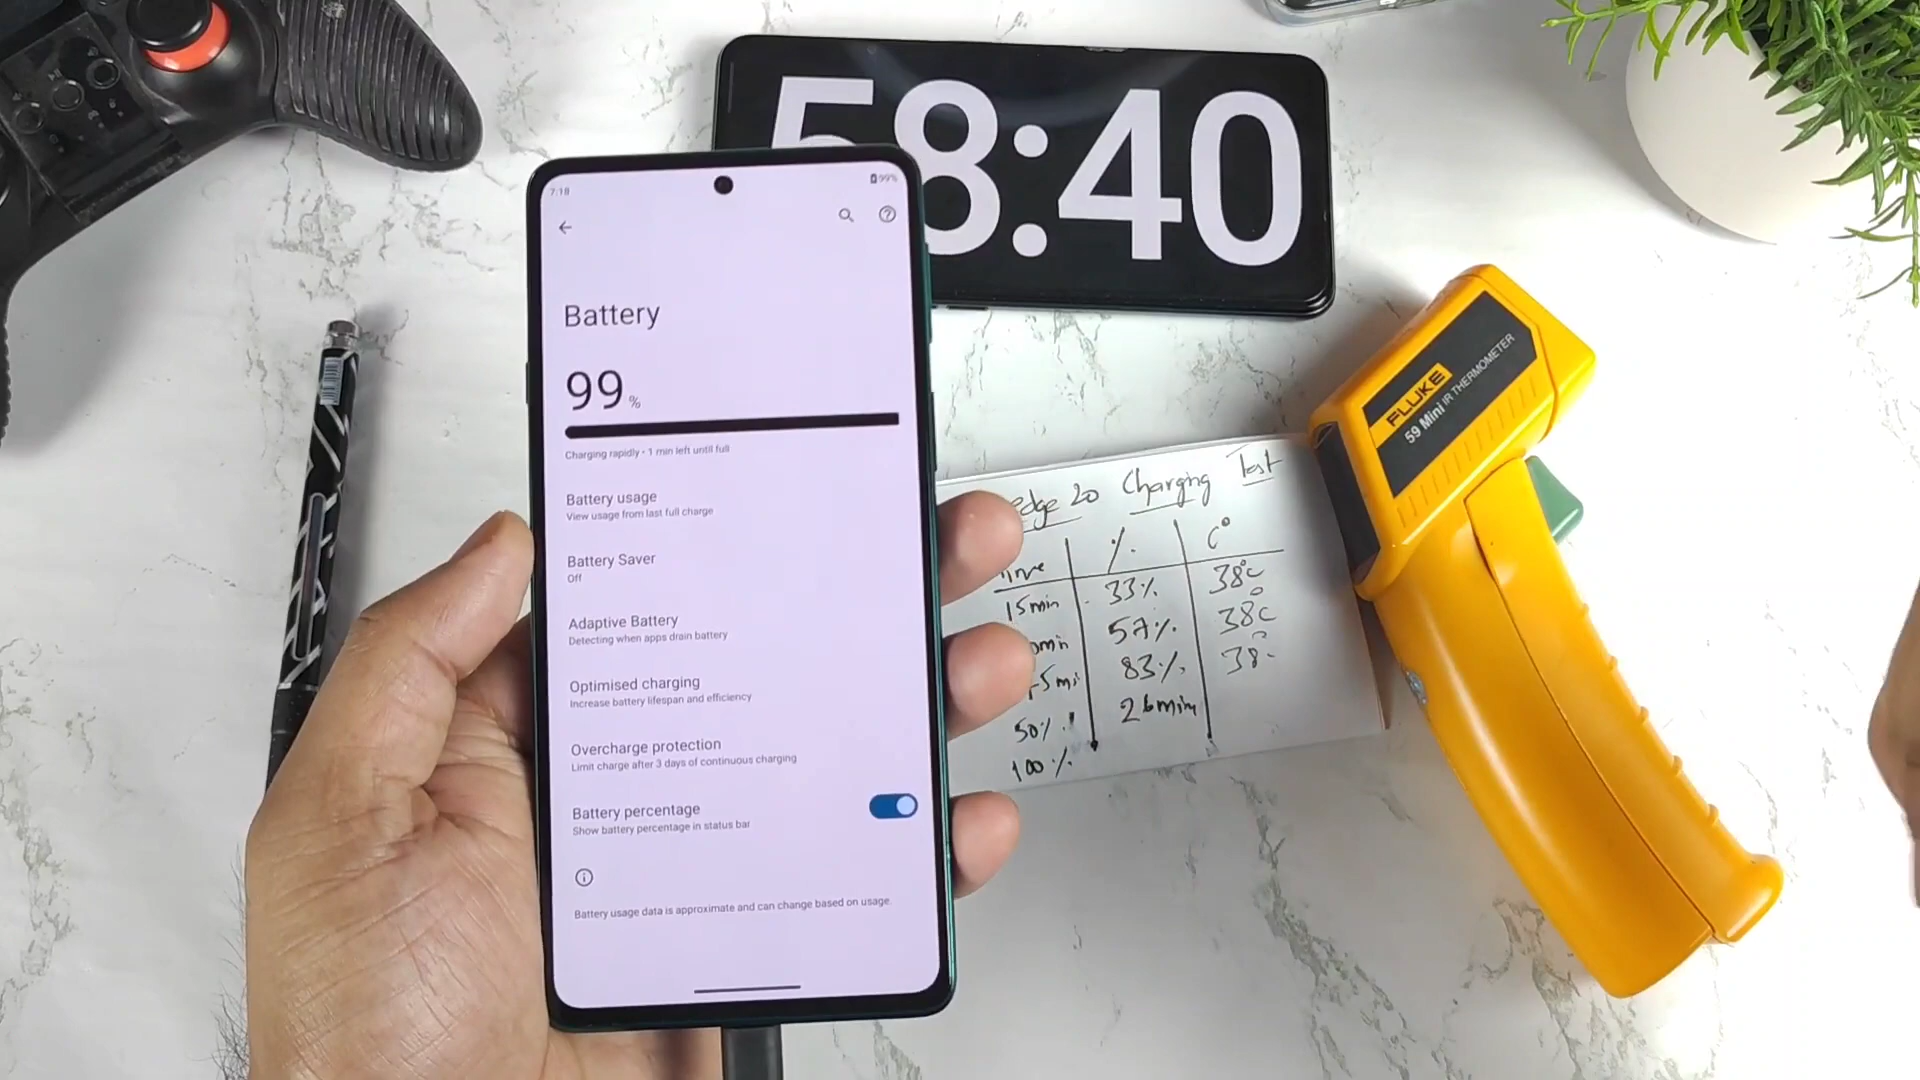 58:40
7:18
99%
Battery
99 %
Charging rapidly • 1 min left until full
Battery usage
View usage from last full charge
Battery Saver
Off
Adaptive Battery
Detecting when apps drain battery
Optimised charging
Increase battery lifespan and efficiency
Overcharge protection
Limit charge after 3 days of continuous charging
Battery percentage
Show battery percentage in status bar
Battery usage data is approximate and can change based on usage.
FLUKE
59 Mini IR THERMOMETER
edge 20 Charging Test
% C°
15min 33% 38°C
57% 38°C
83% 38°
50% 26min
100%